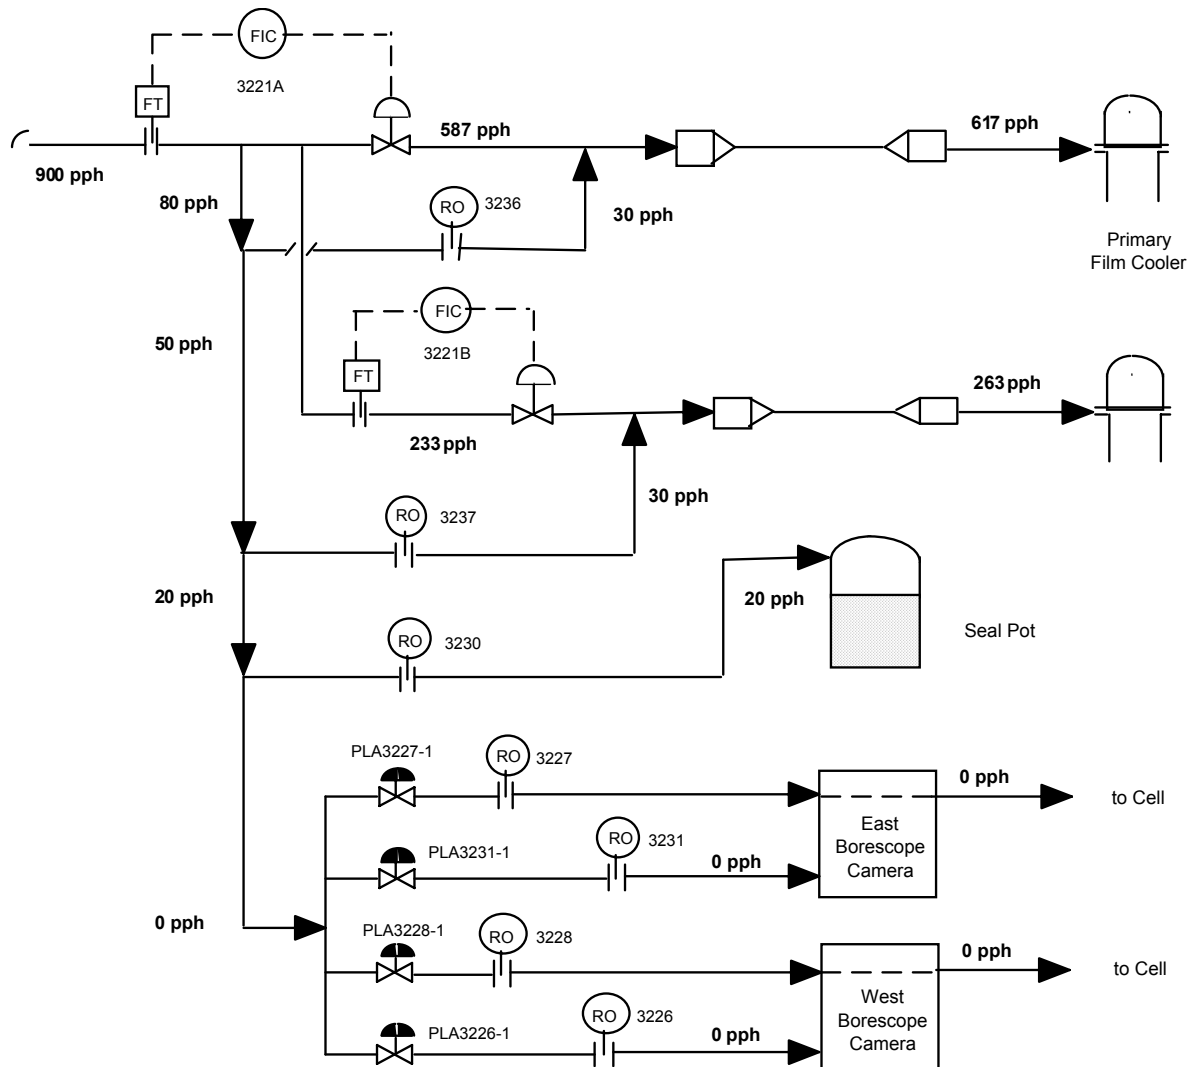 FIC
3221A
FT
587 pph
617 pph
900 pph
80 pph
RO
3236
30 pph
Primary
Film Cooler
FIC
3221B
50 pph
FT
263 pph
233 pph
RO
3237
30 pph
20 pph
20 pph
RO
3230
Seal Pot
PLA3227-1
RO
3227
0 pph
to Cell
East
Borescope
Camera
PLA3231-1
RO
3231
0 pph
0 pph
PLA3228-1
RO
3228
0 pph
to Cell
West
Borescope
Camera
PLA3226-1
RO
3226
0 pph